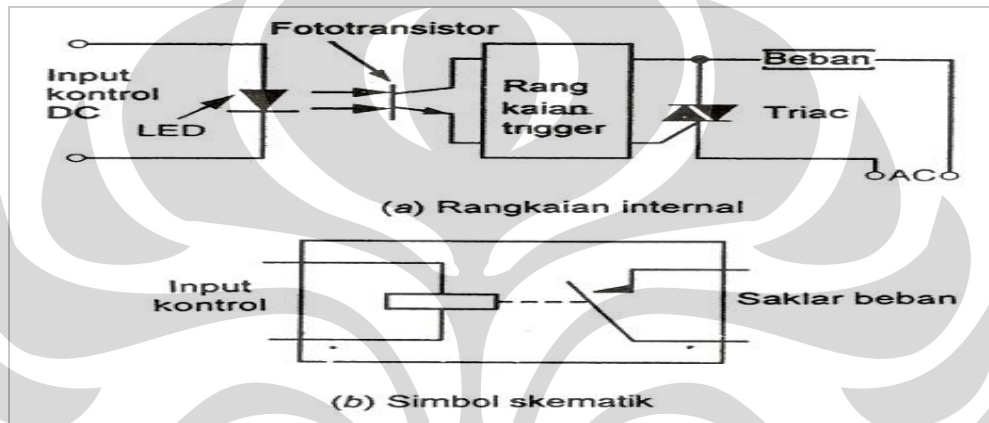 Fototransistor
Input
kontrol
DC
LED
Rang
kaian
trigger
Beban
Triac
AC
(a) Rangkaian internal
Input
kontrol
Saklar beban
(b) Simbol skematik